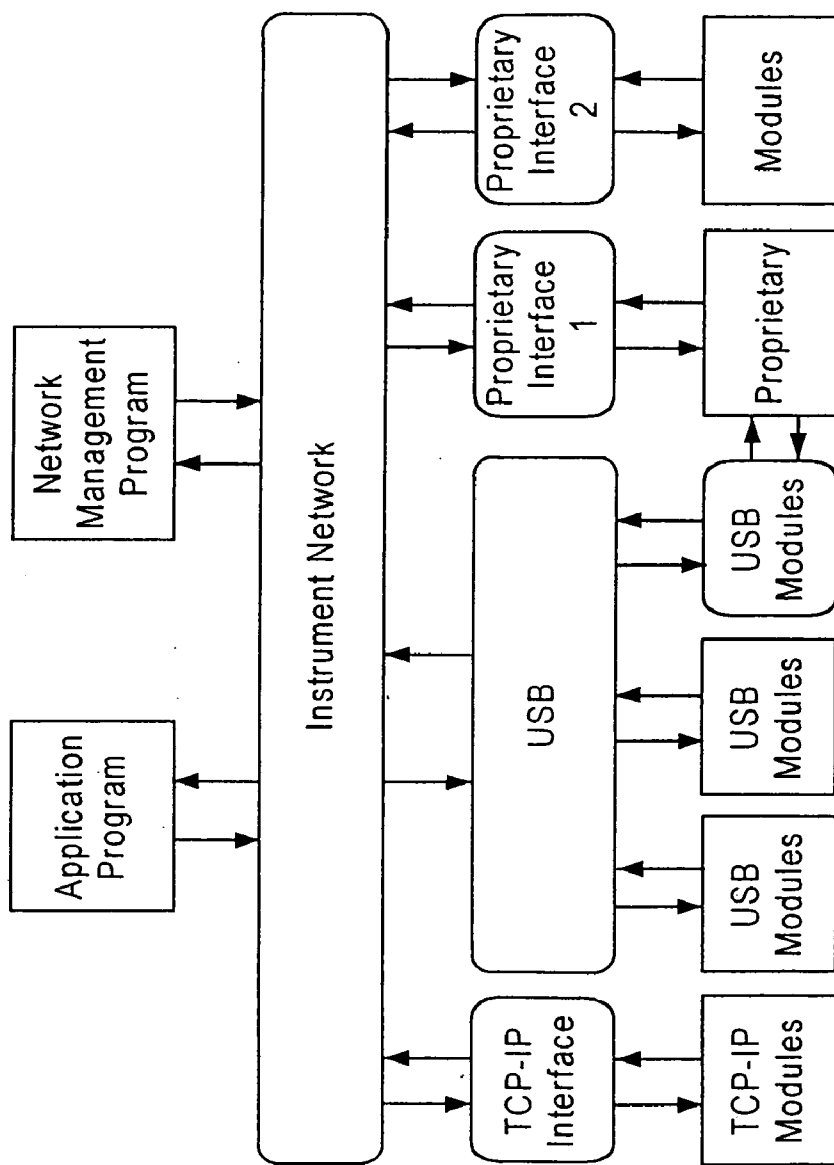 Application
Program
Network
Management
Program
Instrument Network
TCP-IP
Interface
USB
Proprietary
Interface
1
Proprietary
Interface
2
TCP-IP
Modules
USB
Modules
USB
Modules
USB
Modules
Proprietary
Modules